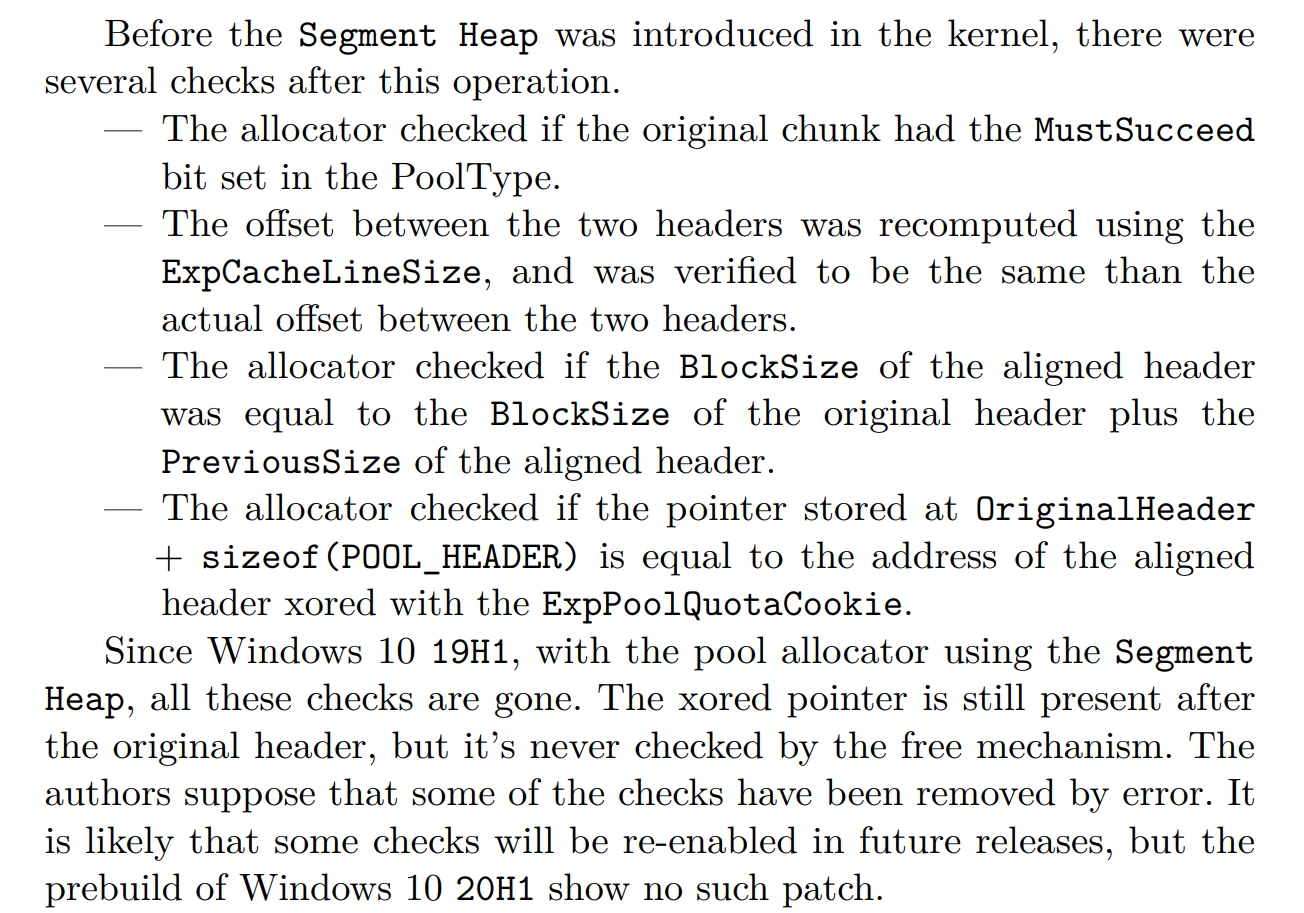 Before the Segment Heap was introduced in the kernel, there were
several checks after this operation.
— The allocator checked if the original chunk had the MustSucceed
bit set in the PoolType.
— The offset between the two headers was recomputed using the
ExpCacheLineSize, and was verified to be the same than the
actual offset between the two headers.
— The allocator checked if the BlockSize of the aligned header
was equal to the BlockSize of the original header plus the
PreviousSize of the aligned header.
— The allocator checked if the pointer stored at OriginalHeader
+ sizeof(POOL_HEADER) is equal to the address of the aligned
header xored with the ExpPoolQuotaCookie.
Since Windows 10 19H1, with the pool allocator using the Segment
Heap, all these checks are gone. The xored pointer is still present after
the original header, but it's never checked by the free mechanism. The
authors suppose that some of the checks have been removed by error. It
is likely that some checks will be re-enabled in future releases, but the
prebuild of Windows 10 20H1 show no such patch.